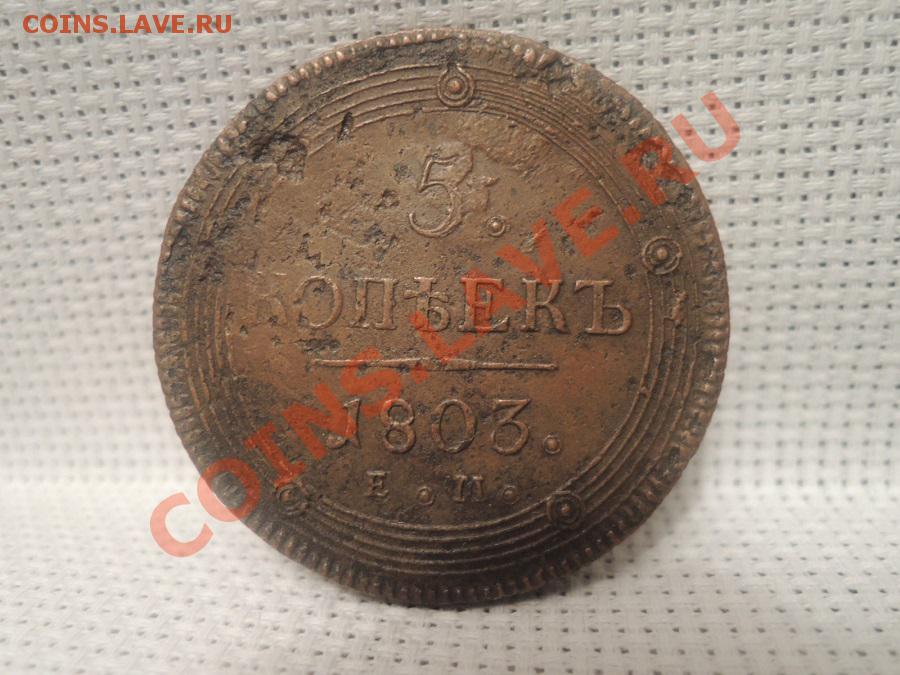 COINS.LAVE.RU
5.
КОПѢЕКЪ
1803.
Е. М.
COINS.LAVE.RU